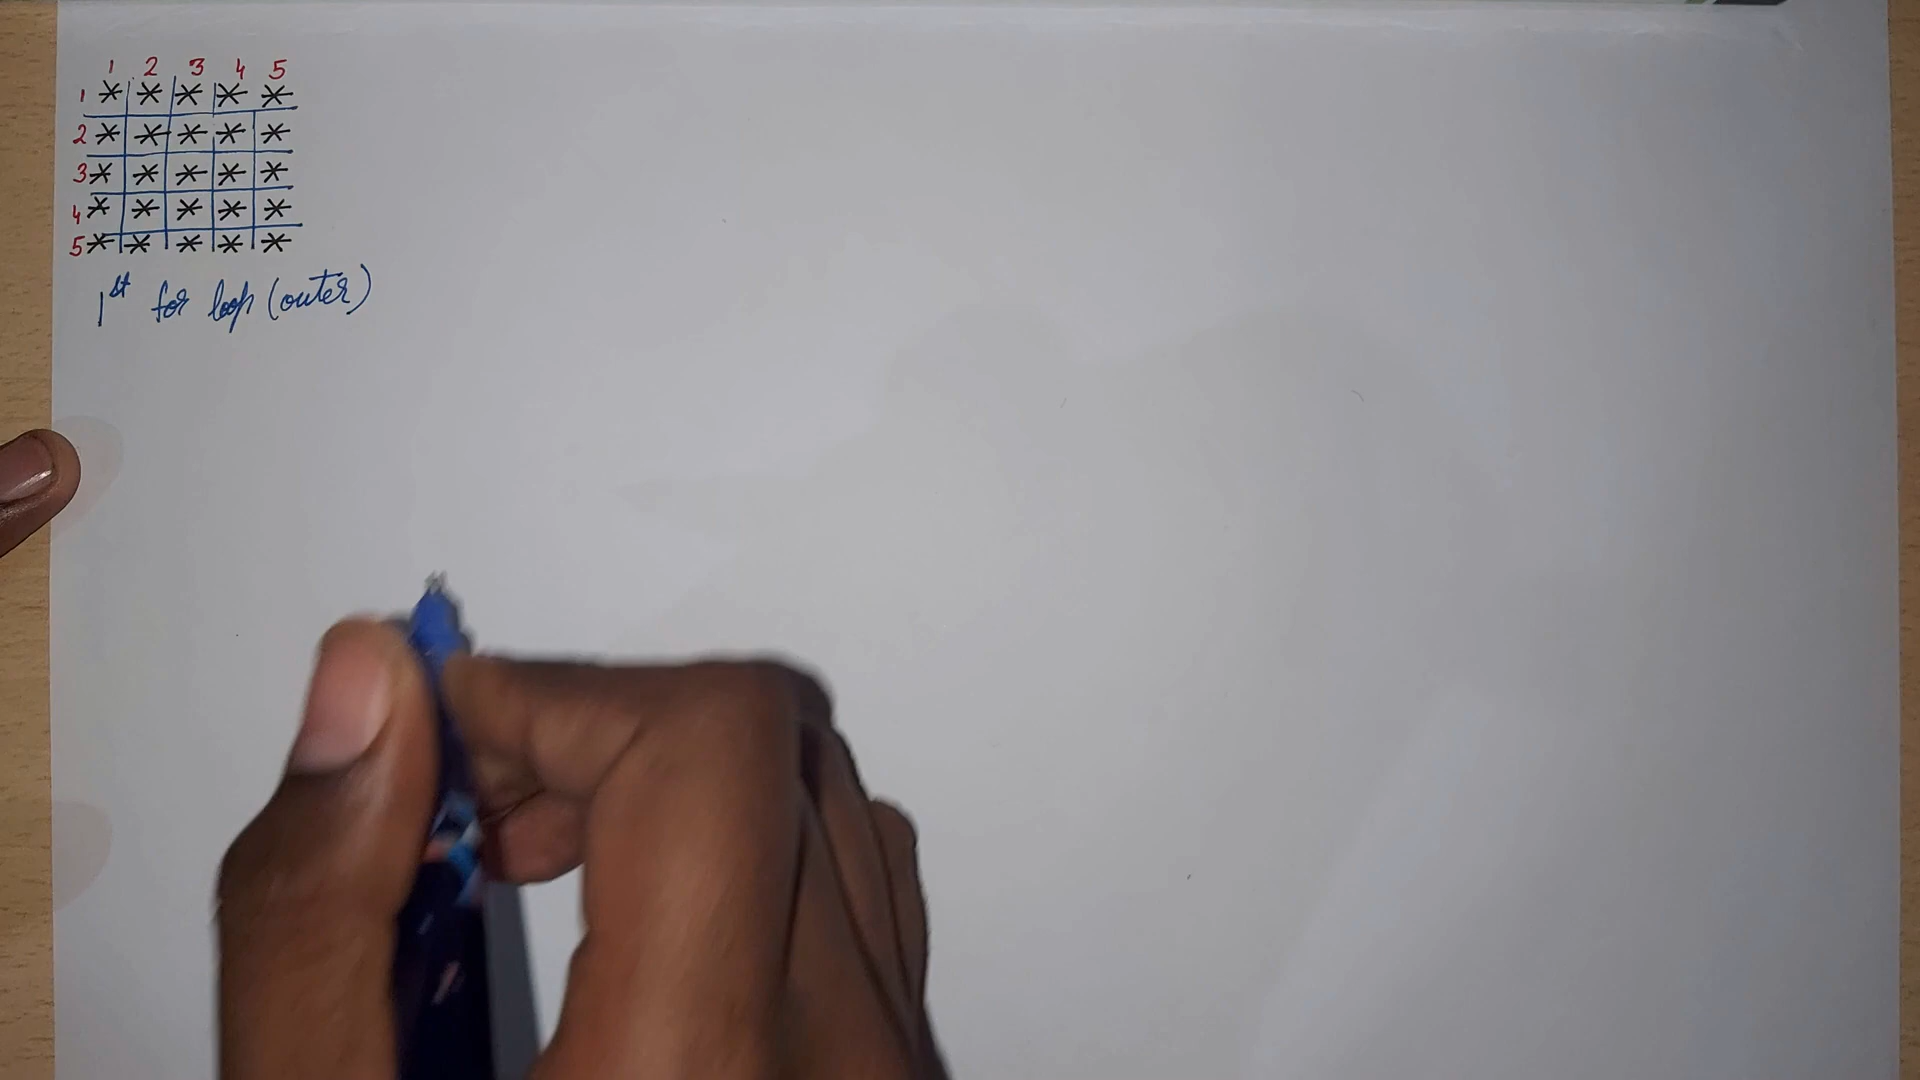 1 2 3 4 5
1 * * * * *
2 * * * * *
3 * * * * *
4 * * * * *
5 * * * * *
1st for loop (outer)